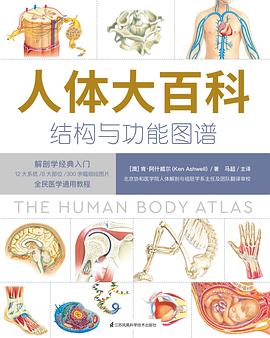 人体大百科
结构与功能图谱
解剖学经典入门
12大系统/8大部位/300余幅细绘图片
全民医学通用教程
[澳] 肯·阿什威尔 (Ken Ashwell) 著 马超/主译
北京协和医学院人体解剖与组胚学系主任及团队翻译审校
THE HUMAN BODY ATLAS
江苏凤凰科学技术出版社